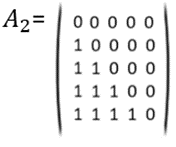 A₂=
0 0 0 0 0
1 0 0 0 0
1 1 0 0 0
1 1 1 0 0
1 1 1 1 0